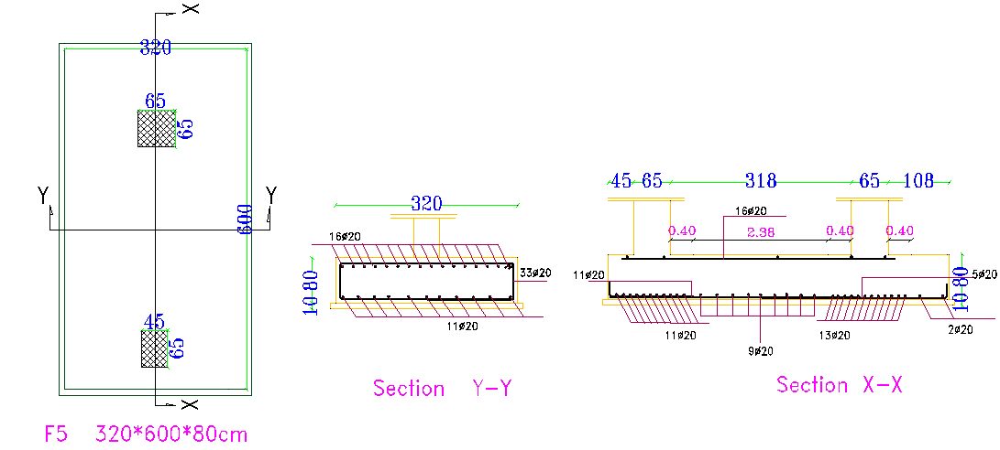 X
320
65
65
Y
Y
600
45
65
X
F5 320*600*80cm
320
16ø20
33ø20
80
10
11ø20
Section Y-Y
45 65 318 65 108
16ø20
0.40 2.38 0.40 0.40
11ø20
5ø20
80
10
11ø20
9ø20
13ø20
2ø20
Section X-X